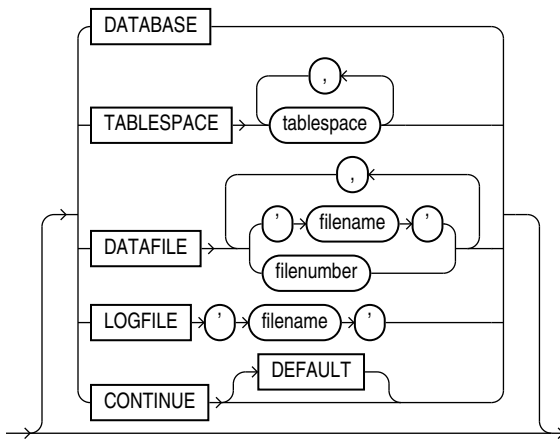 DATABASE
,
TABLESPACE tablespace
,
' filename '
DATAFILE
filenumber
LOGFILE ' filename '
DEFAULT
CONTINUE